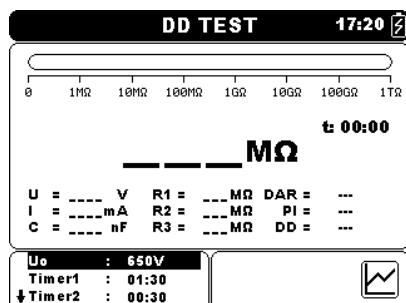 DD TEST 17:20
0 1MΩ 10MΩ 100MΩ 1GΩ 10GΩ 100GΩ 1TΩ
t: 00:00
_ _ _MΩ
U = ____ V R1 = ___MΩ DAR = ---
I = ____mA R2 = ___MΩ PI = ---
C = ____ nF R3 = ___MΩ DD = ---
Uo : 650V
Timer1 : 01:30
Timer2 : 00:30